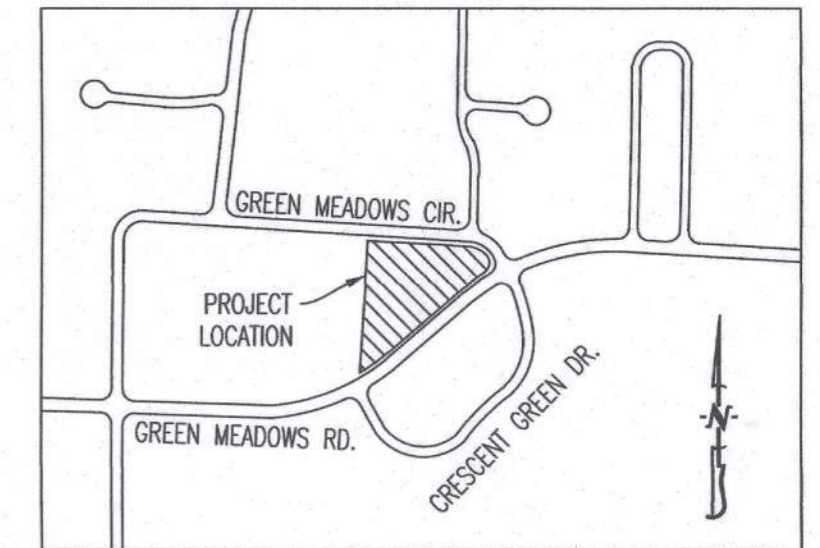 GREEN MEADOWS CIR.
PROJECT
LOCATION
GREEN MEADOWS RD.
CRESCENT GREEN DR.
N